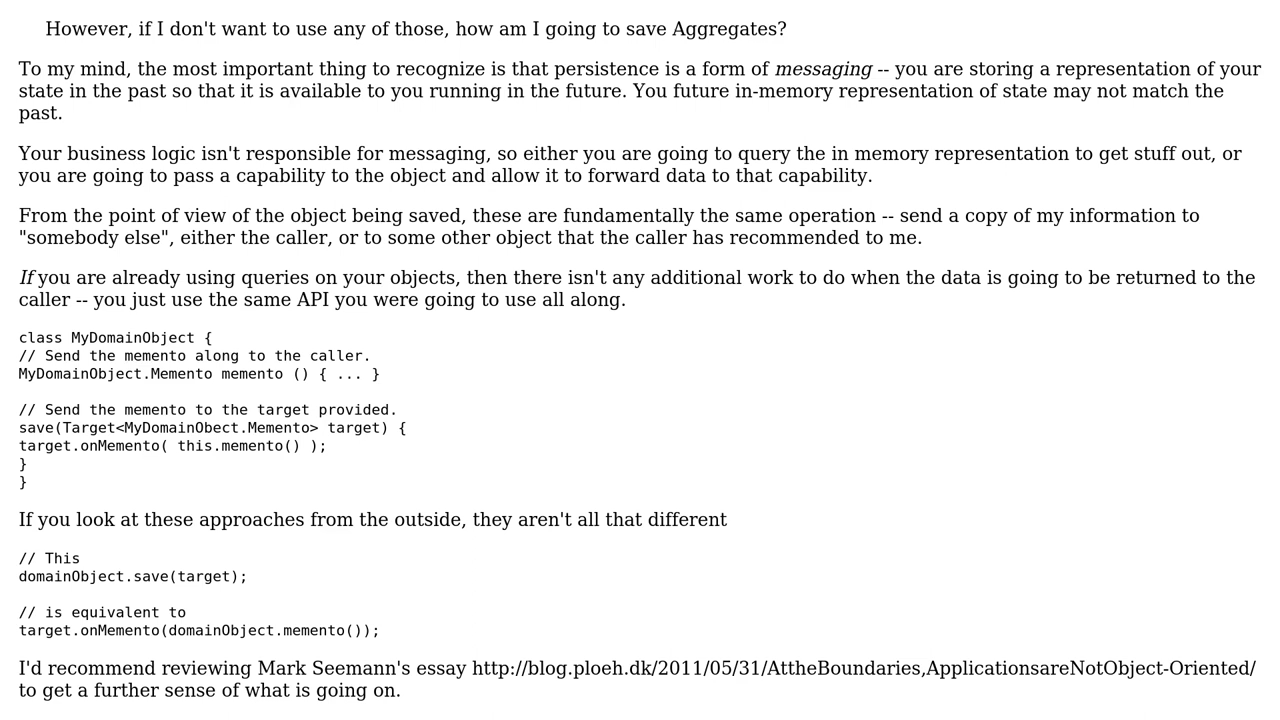 However, if I don't want to use any of those, how am I going to save Aggregates?
To my mind, the most important thing to recognize is that persistence is a form of messaging -- you are storing a representation of your
state in the past so that it is available to you running in the future. You future in-memory representation of state may not match the
past.
Your business logic isn't responsible for messaging, so either you are going to query the in memory representation to get stuff out, or
you are going to pass a capability to the object and allow it to forward data to that capability.
From the point of view of the object being saved, these are fundamentally the same operation -- send a copy of my information to
"somebody else", either the caller, or to some other object that the caller has recommended to me.
If you are already using queries on your objects, then there isn't any additional work to do when the data is going to be returned to the
caller -- you just use the same API you were going to use all along.
class MyDomainObject {
// Send the memento along to the caller.
MyDomainObject.Memento memento () { ... }
// Send the memento to the target provided.
save(Target<MyDomainObect.Memento> target) {
target.onMemento( this.memento() );
}
}
If you look at these approaches from the outside, they aren't all that different
// This
domainObject.save(target);
// is equivalent to
target.onMemento(domainObject.memento());
I'd recommend reviewing Mark Seemann's essay http://blog.ploeh.dk/2011/05/31/AttheBoundaries,ApplicationsareNotObject-Oriented/
to get a further sense of what is going on.